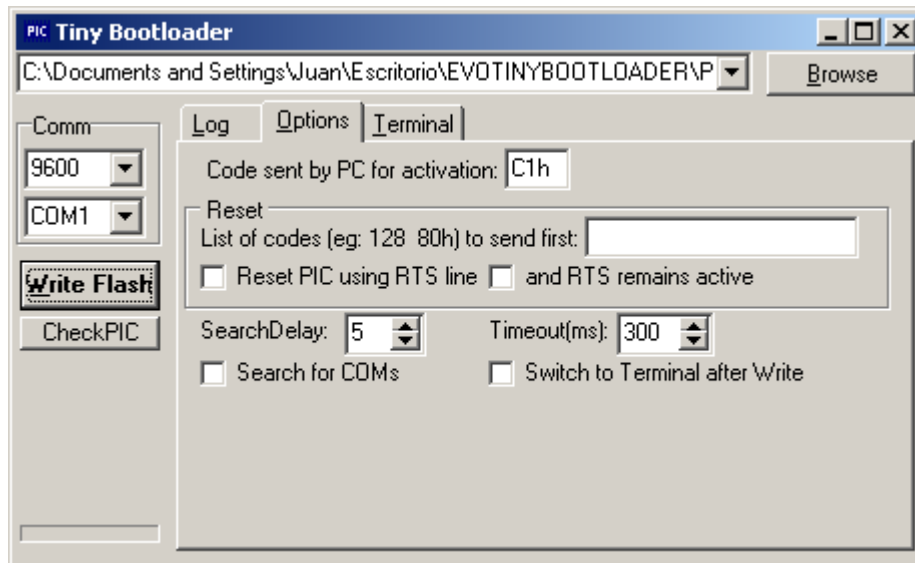 PIC Tiny Bootloader
C:\Documents and Settings\Juan\Escritorio\EVOTINYBOOTLOADER\P
Browse
Comm
9600
COM1
Write Flash
CheckPIC
Log Options Terminal
Code sent by PC for activation: C1h
Reset
List of codes (eg: 128 80h) to send first:
Reset PIC using RTS line and RTS remains active
SearchDelay: 5 Timeout(ms): 300
Search for COMs Switch to Terminal after Write